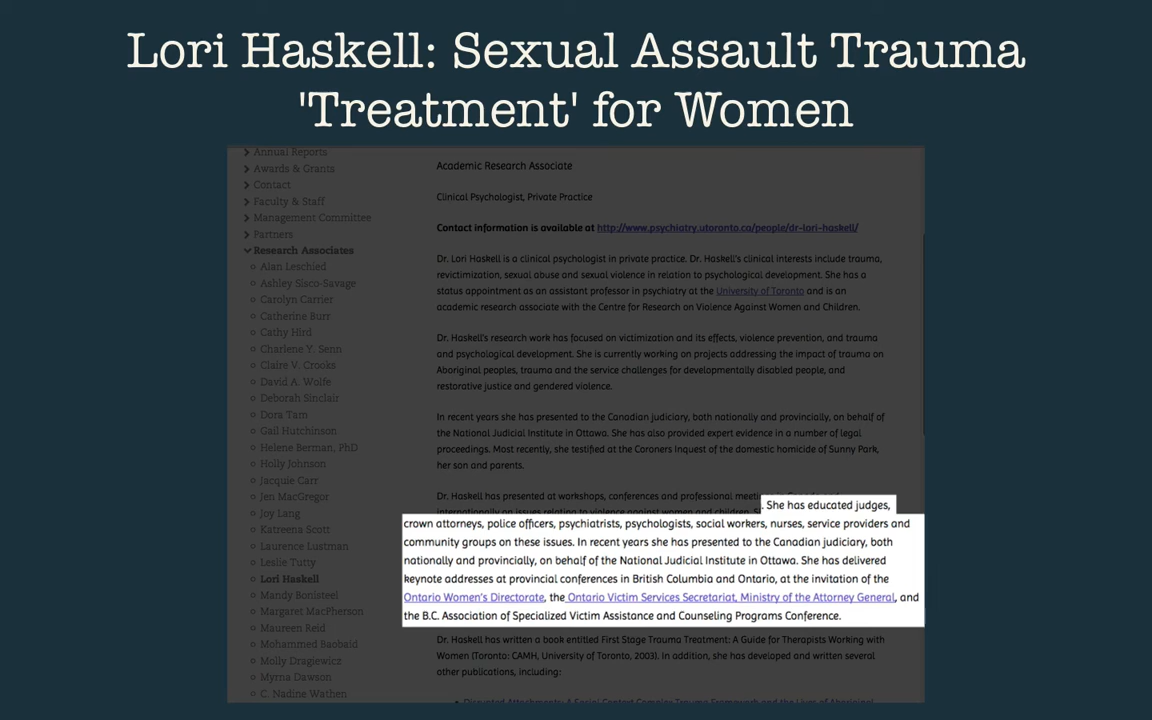 Lori Haskell: Sexual Assault Trauma
'Treatment' for Women
Annual Reports
Awards & Grants
Contact
Faculty & Staff
Management Committee
Partners
Research Associates
Alan Leschied
Ashley Sisco-Savage
Carolyn Carrier
Catherine Burr
Cathy Hird
Charlene Y. Senn
Claire V. Crooks
David A. Wolfe
Deborah Sinclair
Dora Tam
Gail Hutchinson
Helene Berman, PhD
Holly Johnson
Jacquie Carr
Jen MacGregor
Joy Lang
Katreena Scott
Laurence Lustman
Leslie Tutty
Lori Haskell
Mandy Bonisteel
Margaret MacPherson
Maureen Reid
Mohammed Baobaid
Molly Dragiewicz
Myrna Dawson
C. Nadine Wathen
Academic Research Associate
Clinical Psychologist, Private Practice
Contact information is available at http://www.psychiatry.utoronto.ca/people/dr-lori-haskell/
Dr. Lori Haskell is a clinical psychologist in private practice. Dr. Haskell's clinical interests include trauma,
revictimization, sexual abuse and sexual violence in relation to psychological development. She has a
status appointment as an assistant professor in psychiatry at the University of Toronto and is an
academic research associate with the Centre for Research on Violence Against Women and Children.
Dr. Haskell's research work has focused on victimization and its effects, violence prevention, and trauma
and psychological development. She is currently working on projects addressing the impact of trauma on
Aboriginal peoples, trauma and the service challenges for developmentally disabled people, and
restorative justice and gendered violence.
In recent years she has presented to the Canadian judiciary, both nationally and provincially, on behalf of
the National Judicial Institute in Ottawa. She has also provided expert evidence in a number of legal
proceedings. Most recently, she testified at the Coroners Inquest of the domestic homicide of Sunny Park,
her son and parents.
Dr. Haskell has presented at workshops, conferences and professional
internationally on issues relation to violence against women and children.
. She has educated judges,
crown attorneys, police officers, psychiatrists, psychologists, social workers, nurses, service providers and
community groups on these issues. In recent years she has presented to the Canadian judiciary, both
nationally and provincially, on behalf of the National Judicial Institute in Ottawa. She has delivered
keynote addresses at provincial conferences in British Columbia and Ontario, at the invitation of the
Ontario Women's Directorate, the Ontario Victim Services Secretariat, Ministry of the Attorney General, and
the B.C. Association of Specialized Victim Assistance and Counseling Programs Conference.
Dr. Haskell has written a book entitled First Stage Trauma Treatment: A Guide for Therapists Working with
Women (Toronto: CAMH, University of Toronto, 2003). In addition, she has developed and written several
other publications, including: